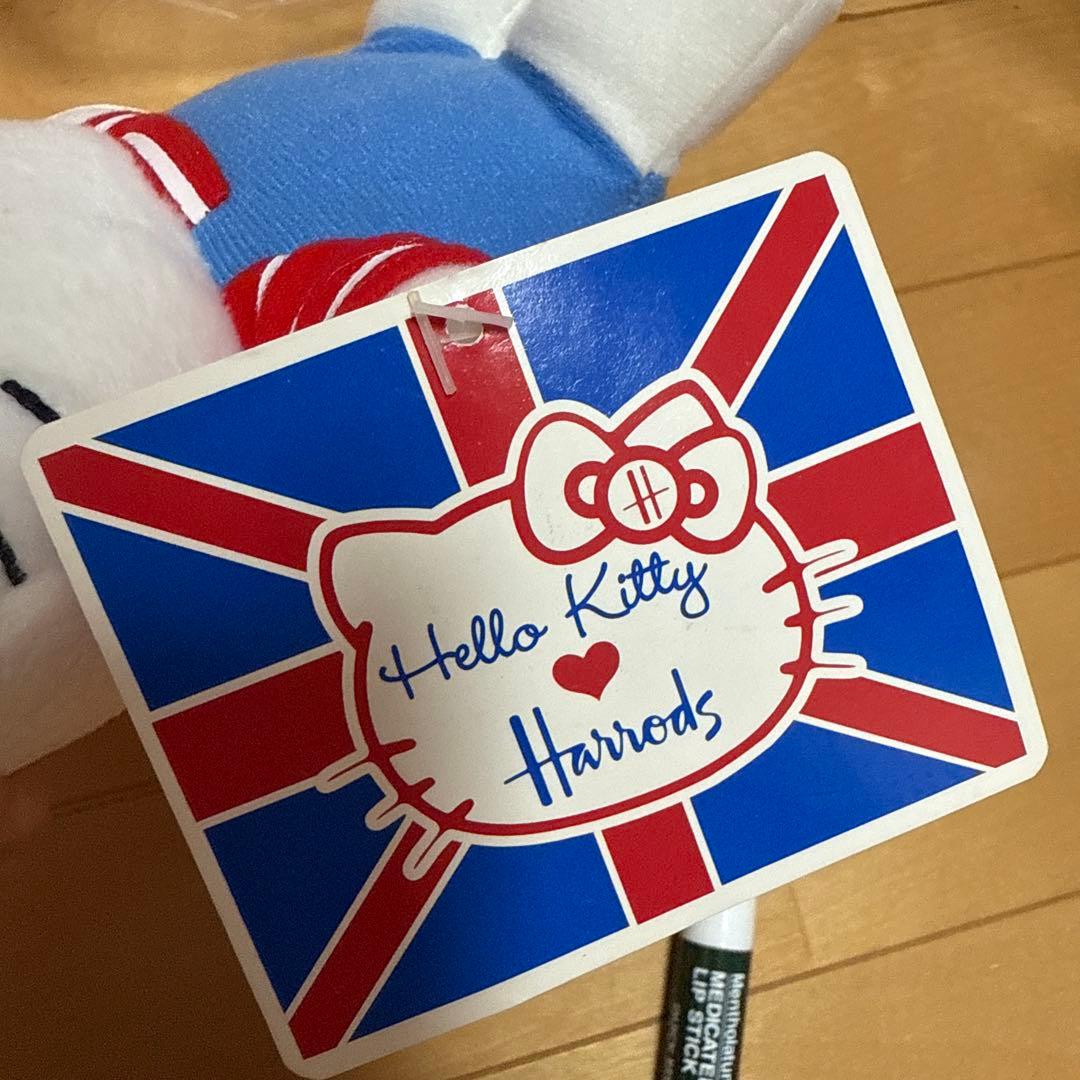 H
Hello Kitty
Harrods
Mentholatum
MEDICATED
LIP STICK